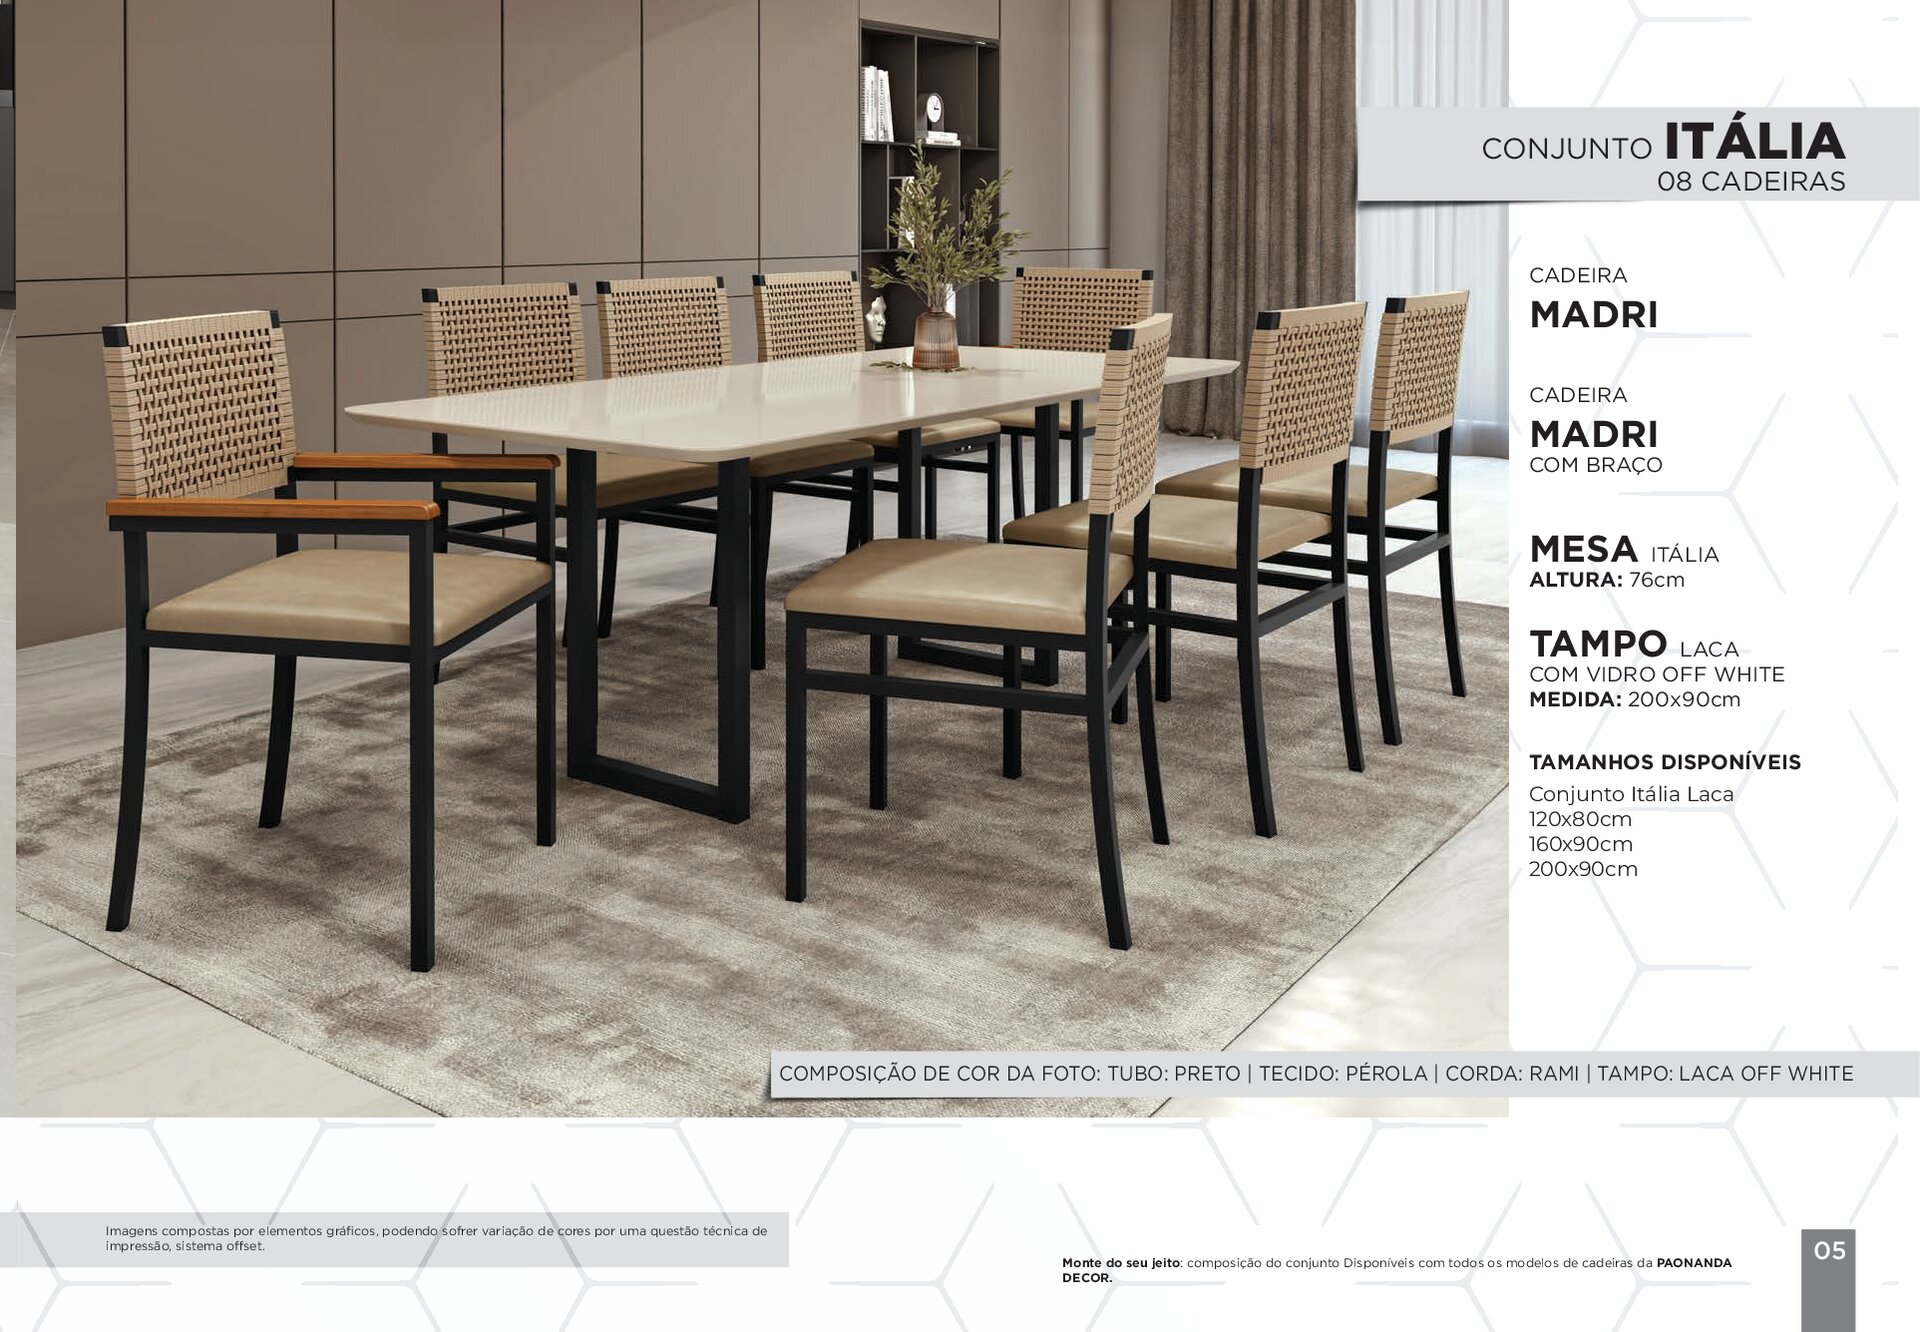 CONJUNTO ITÁLIA
08 CADEIRAS
CADEIRA
MADRI
CADEIRA
MADRI
COM BRAÇO
MESA ITÁLIA
ALTURA: 76cm
TAMPO LACA
COM VIDRO OFF WHITE
MEDIDA: 200x90cm
TAMANHOS DISPONÍVEIS
Conjunto Itália Laca
120x80cm
160x90cm
200x90cm
COMPOSIÇÃO DE COR DA FOTO: TUBO: PRETO | TECIDO: PÉROLA | CORDA: RAMI | TAMPO: LACA OFF WHITE
Imagens compostas por elementos gráficos, podendo sofrer variação de cores por uma questão técnica de
impressão, sistema offset.
Monte do seu jeito: composição do conjunto Disponíveis com todos os modelos de cadeiras da PAONANDA
DECOR.
05